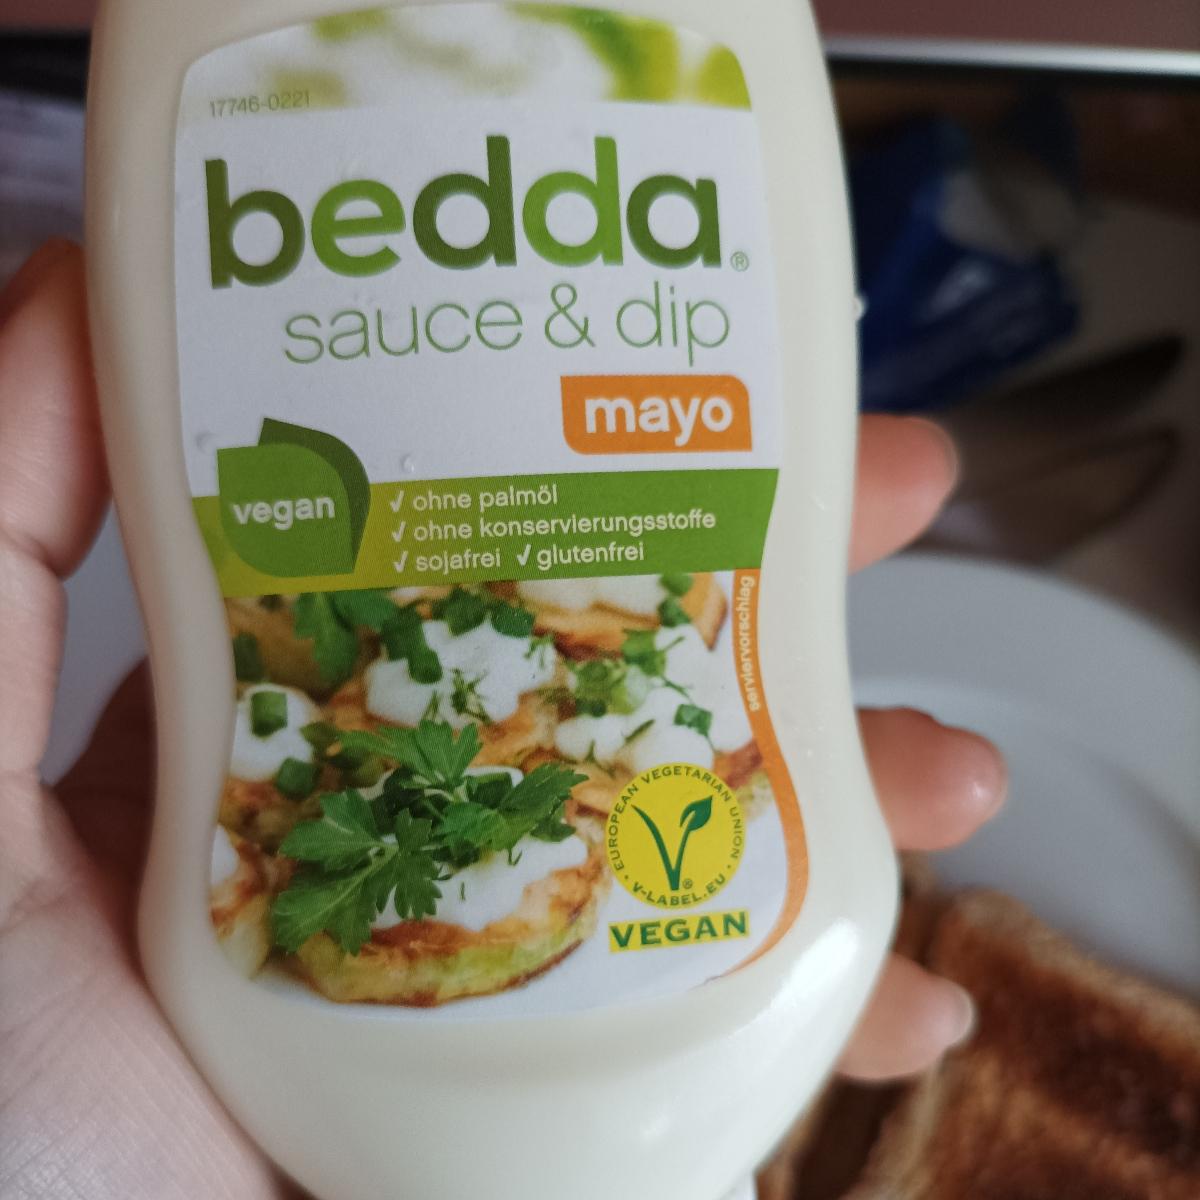 17746-0221
bedda®
sauce & dip
mayo
vegan
✓ ohne palmöl
✓ ohne konservierungsstoffe
✓ sojafrei ✓ glutenfrei
serviervorschlag
• EUROPEAN VEGETARIAN UNION •
V-LABEL.EU
®
VEGAN